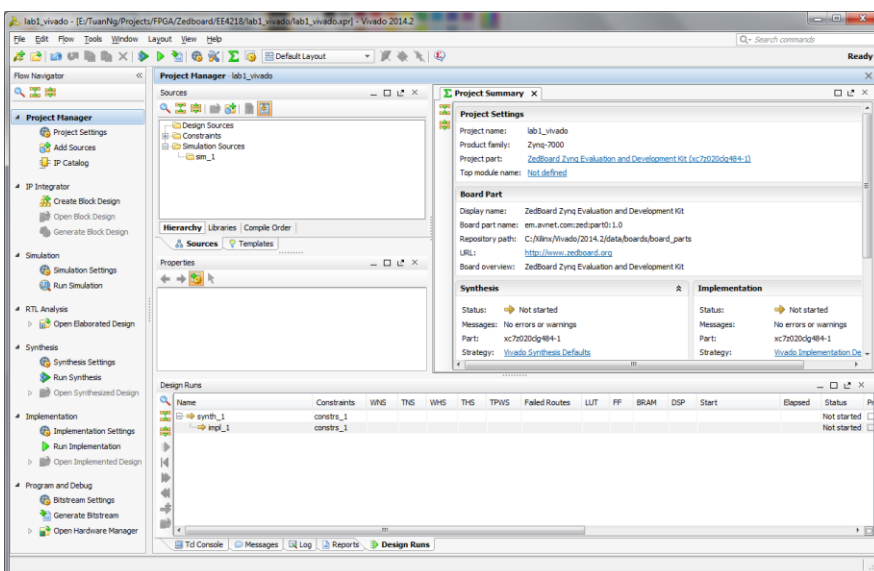 lab1_vivado - [E:/TuanNg/Projects/FPGA/Zedboard/EE4218/lab1_vivado/lab1_vivado.xpr] - Vivado 2014.2
File Edit Flow Tools Window Layout View Help
Search commands
Default Layout
Ready
Flow Navigator
Project Manager
Project Settings
Add Sources
IP Catalog
IP Integrator
Create Block Design
Open Block Design
Generate Block Design
Simulation
Simulation Settings
Run Simulation
RTL Analysis
Open Elaborated Design
Synthesis
Synthesis Settings
Run Synthesis
Open Synthesized Design
Implementation
Implementation Settings
Run Implementation
Open Implemented Design
Program and Debug
Bitstream Settings
Generate Bitstream
Open Hardware Manager
Project Manager - lab1_vivado
Sources
Design Sources
Constraints
Simulation Sources
sim_1
Hierarchy Libraries Compile Order
Sources Templates
Properties
Project Summary
Project Settings
Project name: lab1_vivado
Product family: Zynq-7000
Project part: ZedBoard Zynq Evaluation and Development Kit (xc7z020clg484-1)
Top module name: Not defined
Board Part
Display name: ZedBoard Zynq Evaluation and Development Kit
Board part name: em.avnet.com:zed:part0:1.0
Repository path: C:/Xilinx/Vivado/2014.2/data/boards/board_parts
URL: http://www.zedboard.org
Board overview: ZedBoard Zynq Evaluation and Development Kit
Synthesis
Status: Not started
Messages: No errors or warnings
Part: xc7z020clg484-1
Strategy: Vivado Synthesis Defaults
Implementation
Status: Not started
Messages: No errors or warnings
Part: xc7z020clg484-1
Strategy: Vivado Implementation De
Design Runs
Name Constraints WNS TNS WHS THS TPWS Failed Routes LUT FF BRAM DSP Start Elapsed Status Pr
synth_1 constrs_1 Not started
impl_1 constrs_1 Not started
Tcl Console Messages Log Reports Design Runs